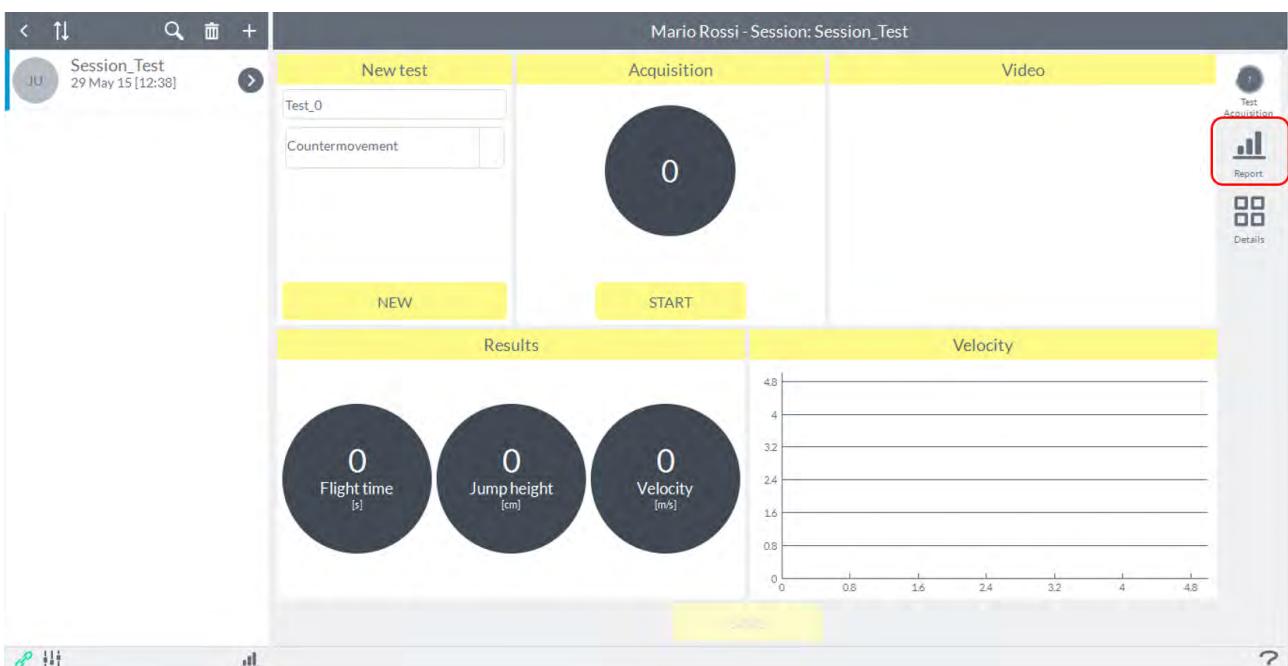 Mario Rossi - Session: Session_Test
JU
Session_Test
29 May 15 [12:38]
New test
Test_0
Countermovement
NEW
Acquisition
0
START
Video
Test
Acquisition
Report
Details
Results
0
Flight time
[s]
0
Jump height
[cm]
0
Velocity
[m/s]
Velocity
4.8
4
3.2
2.4
1.6
0.8
0
0 0.8 1.6 2.4 3.2 4 4.8